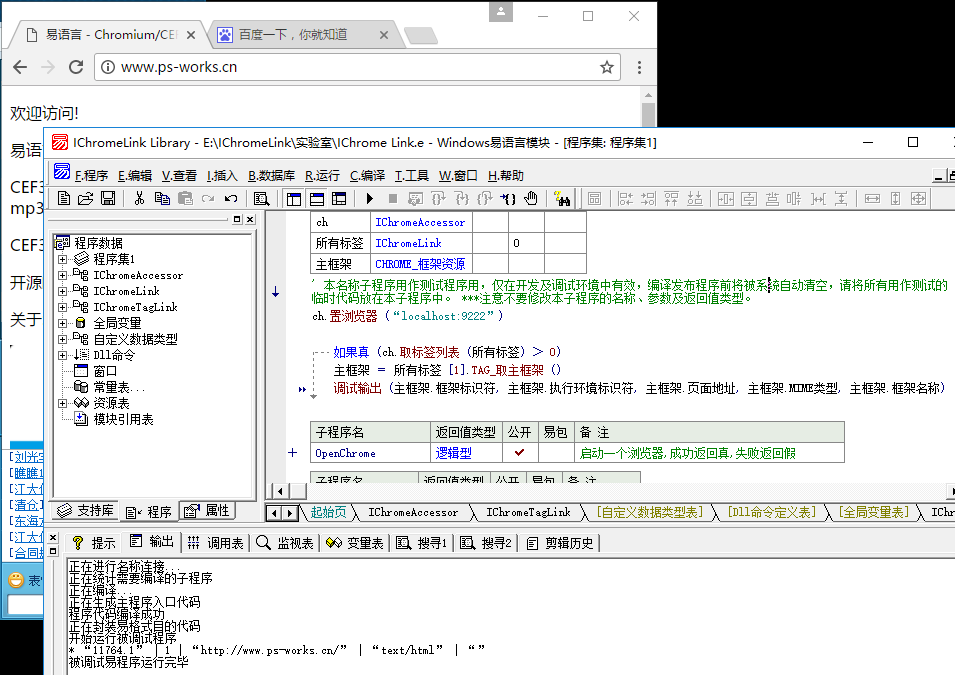 易语言 - Chromium/CEF
百度一下，你就知道
www.ps-works.cn
欢迎访问!
易语
CEF3
mp3
CEF3
开源
关于
IChromeLink Library - E:\IChromeLink\实验室\IChrome Link.e - Windows易语言模块 - [程序集: 程序集1]
F.程序 E.编辑 V.查看 I.插入 B.数据库 R.运行 C.编译 T.工具 W.窗口 H.帮助
程序数据
程序集1
IChromeAccessor
IChromeLink
IChromeTagLink
全局变量
自定义数据类型
Dll命令
窗口
常量表...
资源表
模块引用表
支持库 程序 属性
ch IChromeAccessor
所有标签 IChromeLink 0
主框架 CHROME_框架资源
' 本名称子程序用作测试程序用，仅在开发及调试环境中有效，编译发布程序前将被系统自动清空，请将所有用作测试的
临时代码放在本子程序中。 ***注意不要修改本子程序的名称、参数及返回值类型。
ch.置浏览器 (“localhost:9222”)
如果真 (ch.取标签列表 (所有标签) ＞ 0)
主框架 ＝ 所有标签 [1].TAG_取主框架 ()
调试输出 (主框架.框架标识符, 主框架.执行环境标识符, 主框架.页面地址, 主框架.MIME类型, 主框架.框架名称)
子程序名 返回值类型 公开 易包 备 注
OpenChrome 逻辑型 ✓ 启动一个浏览器,成功返回真,失败返回假
子程序名 返回值类型 公开 易包 备 注
起始页 IChromeAccessor IChromeTagLink [自定义数据类型表] [Dll命令定义表] [全局变量表] IChr
[刘光宝
[瞧瞧1
[江大侠
[清仓
[东海
[江大侠
[合同
表
提示 输出 调用表 监视表 变量表 搜寻1 搜寻2 剪辑历史
正在进行名称连接...
正在统计需要编译的子程序
正在编译...
正在生成主程序入口代码
程序代码编译成功
正在封装易格式目的代码
开始运行被调试程序
* “11764.1” | 1 | “http://www.ps-works.cn/” | “text/html” | “”
被调试易程序运行完毕